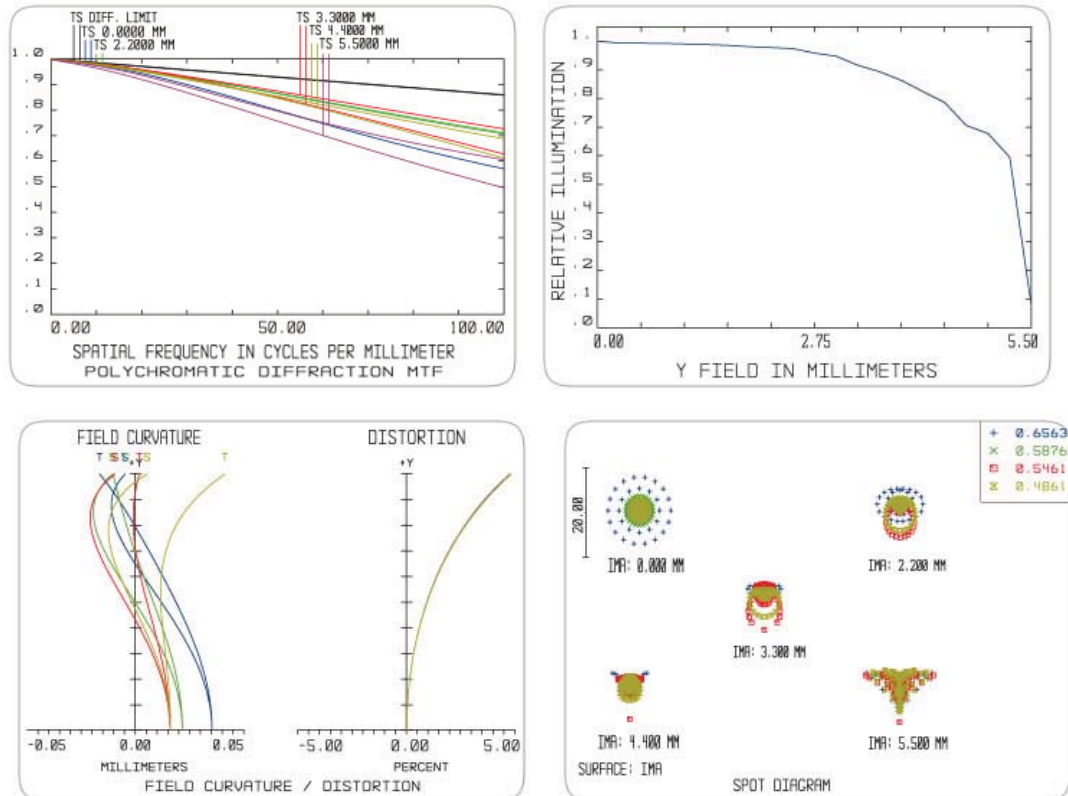 TS DIFF. LIMIT
TS 0.0000 MM
TS 2.2000 MM
TS 3.3000 MM
TS 4.4000 MM
TS 5.5000 MM
1.0
.9
.8
.7
.6
.5
.4
.3
.2
.1
.0
0.00 50.00 100.00
SPATIAL FREQUENCY IN CYCLES PER MILLIMETER
POLYCHROMATIC DIFFRACTION MTF
RELATIVE ILLUMINATION
1.
.9
.8
.7
.6
.5
.4
.3
.2
.1
.0
0.00 2.75 5.50
Y FIELD IN MILLIMETERS
FIELD CURVATURE
T S S S T S T
+Y
-0.05 0.00 0.05
MILLIMETERS
DISTORTION
+Y
-5.00 0.00 5.00
PERCENT
FIELD CURVATURE / DISTORTION
+ 0.6563
× 0.5876
0.5461
0.4861
20.00
IMA: 0.000 MM
IMA: 2.200 MM
IMA: 3.300 MM
IMA: 4.400 MM
IMA: 5.500 MM
SURFACE: IMA
SPOT DIAGRAM